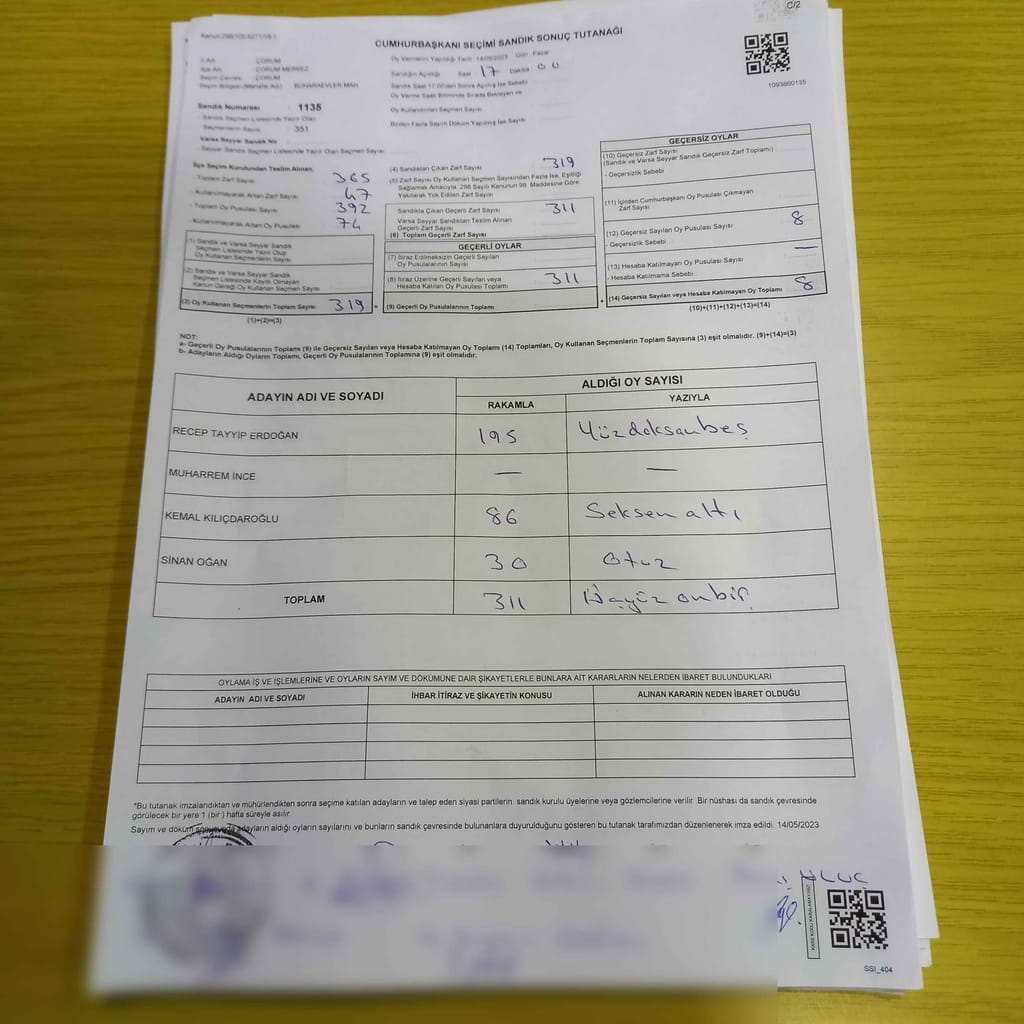 C/2
CUMHURBAŞKANI SEÇİMİ SANDIK SONUÇ TUTANAĞI
1093860135
İl Adı : ÇORUM
İlçe Adı : ÇORUM MERKEZ
Seçim Çevresi : ÇORUM
Seçim Bölgesi (Mahalle Adı) : BUHARAEVLER MAH
Sandık Numarası : 1135
Sandık Seçmen Listesinde Yazılı Olan
Seçmenlerin Sayısı : 351
Varsa Seyyar Sandık No
Seyyar Sandık Seçmen Listesinde Yazılı Olan Seçmen Sayısı
Oy Vermenin Yapıldığı Tarih : 14/05/2023 Gün : Pazar
Sandığın Açıldığı Saat 17 Dakika 00
Sandık Saat 17.00'den Sonra Açılmış İse Sebebi
Oy Verme Saati Bitiminde Sırada Bekleyen ve
Oy Kullandırılan Seçmen Sayısı
Birden Fazla Sayım Döküm Yapılmış İse Sayısı
İlçe Seçim Kurulundan Teslim Alınan,
- Toplam Zarf Sayısı 365
- Kullanılmayarak Artan Zarf Sayısı 47
- Toplam Oy Pusulası Sayısı 392
- Kullanılmayarak Artan Oy Pusulası 74
(1) Sandık ve Varsa Seyyar Sandık
Seçmen Listesinde Yazılı Olup
Oy Kullanan Seçmenlerin Sayısı
(2) Sandık ve Varsa Seyyar Sandık
Seçmen Listesinde Kayıtlı Olmayan
Kanun Gereği Oy Kullanan Seçmen Sayısı
(3) Oy Kullanan Seçmenlerin Toplam Sayısı 319 =
(1)+(2)=(3)
(4) Sandıktan Çıkan Zarf Sayısı 319
(5) Zarf Sayısı Oy Kullanan Seçmen Sayısından Fazla İse, Eşitliği
Sağlamak Amacıyla, 298 Sayılı Kanunun 98. Maddesine Göre
Yakılarak Yok Edilen Zarf Sayısı
Sandıkta Çıkan Geçerli Zarf Sayısı 311
Varsa Seyyar Sandıktan Teslim Alınan
Geçerli Zarf Sayısı
(6) Toplam Geçerli Zarf Sayısı
GEÇERLİ OYLAR
(7) İtiraz Edilmeksizin Geçerli Sayılan
Oy Pusulalarının Sayısı
(8) İtiraz Üzerine Geçerli Sayılan veya
Hesaba Katılan Oy Pusulası Toplamı 311
(9) Geçerli Oy Pusulalarının Toplamı +
GEÇERSİZ OYLAR
(10) Geçersiz Zarf Sayısı
(Sandık ve Varsa Seyyar Sandık Geçersiz Zarf Toplamı)
- Geçersizlik Sebebi
(11) İçinden Cumhurbaşkanı Oy Pusulası Çıkmayan
Zarf Sayısı
(12) Geçersiz Sayılan Oy Pusulası Sayısı 8
- Geçersizlik Sebebi
(13) Hesaba Katılmayan Oy Pusulası Sayısı —
- Hesaba Katılmama Sebebi
(14) Geçersiz Sayılan veya Hesaba Katılmayan Oy Toplamı 8
(10)+(11)+(12)+(13)=(14)
NOT:
a- Geçerli Oy Pusulalarının Toplamı (9) ile Geçersiz Sayılan veya Hesaba Katılmayan Oy Toplamı (14) Toplamları, Oy Kullanan Seçmenlerin Toplam Sayısına (3) eşit olmalıdır. (9)+(14)=(3)
b- Adayların Aldığı Oyların Toplamı, Geçerli Oy Pusulalarının Toplamına (9) eşit olmalıdır.
ADAYIN ADI VE SOYADI ALDIĞI OY SAYISI
RAKAMLA YAZIYLA
RECEP TAYYİP ERDOĞAN 195 Yüzdoksanbeş
MUHARREM İNCE — —
KEMAL KILIÇDAROĞLU 86 Seksen altı
SİNAN OĞAN 30 Otuz
TOPLAM 311 Üçyüz onbir
OYLAMA İŞ VE İŞLEMLERİNE VE OYLARIN SAYIM VE DÖKÜMÜNE DAİR ŞİKAYETLERLE BUNLARA AİT KARARLARIN NELERDEN İBARET BULUNDUKLARI
ADAYIN ADI VE SOYADI İHBAR İTİRAZ VE ŞİKAYETİN KONUSU ALINAN KARARIN NEDEN İBARET OLDUĞU
*Bu tutanak imzalandıktan ve mühürlendikten sonra seçime katılan adayların ve talep eden siyasi partilerin sandık kurulu üyelerine veya gözlemcilerine verilir. Bir nüshası da sandık çevresinde
görülecek bir yere 1 (bir) hafta süreyle asılır.
Sayım ve döküm sonucunda adayların aldığı oyların sayılarını ve bunların sandık çevresinde bulunanlara duyurulduğunu gösteren bu tutanak tarafımızdan düzenlenerek imza edildi. 14/05/2023
KARE KODU KARALAMAYINIZ!
SSI_404